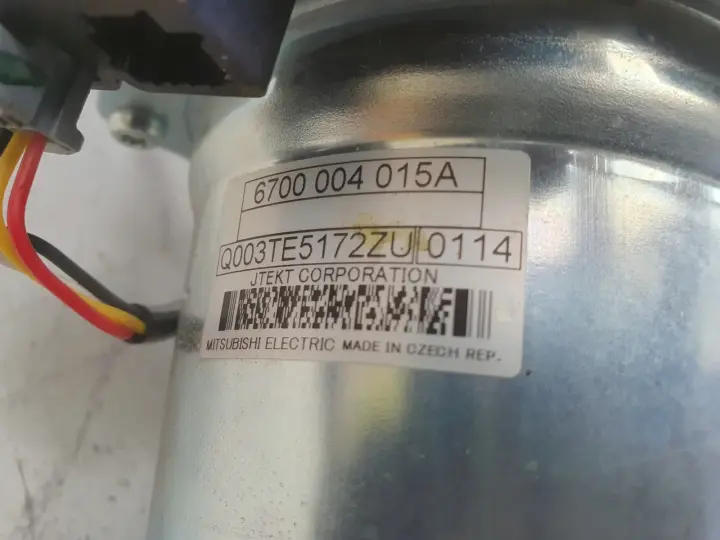 6700 004 015A
Q003TE5172ZU 0114
JTEKT CORPORATION
MITSUBISHI ELECTRIC MADE IN CZECH REP.